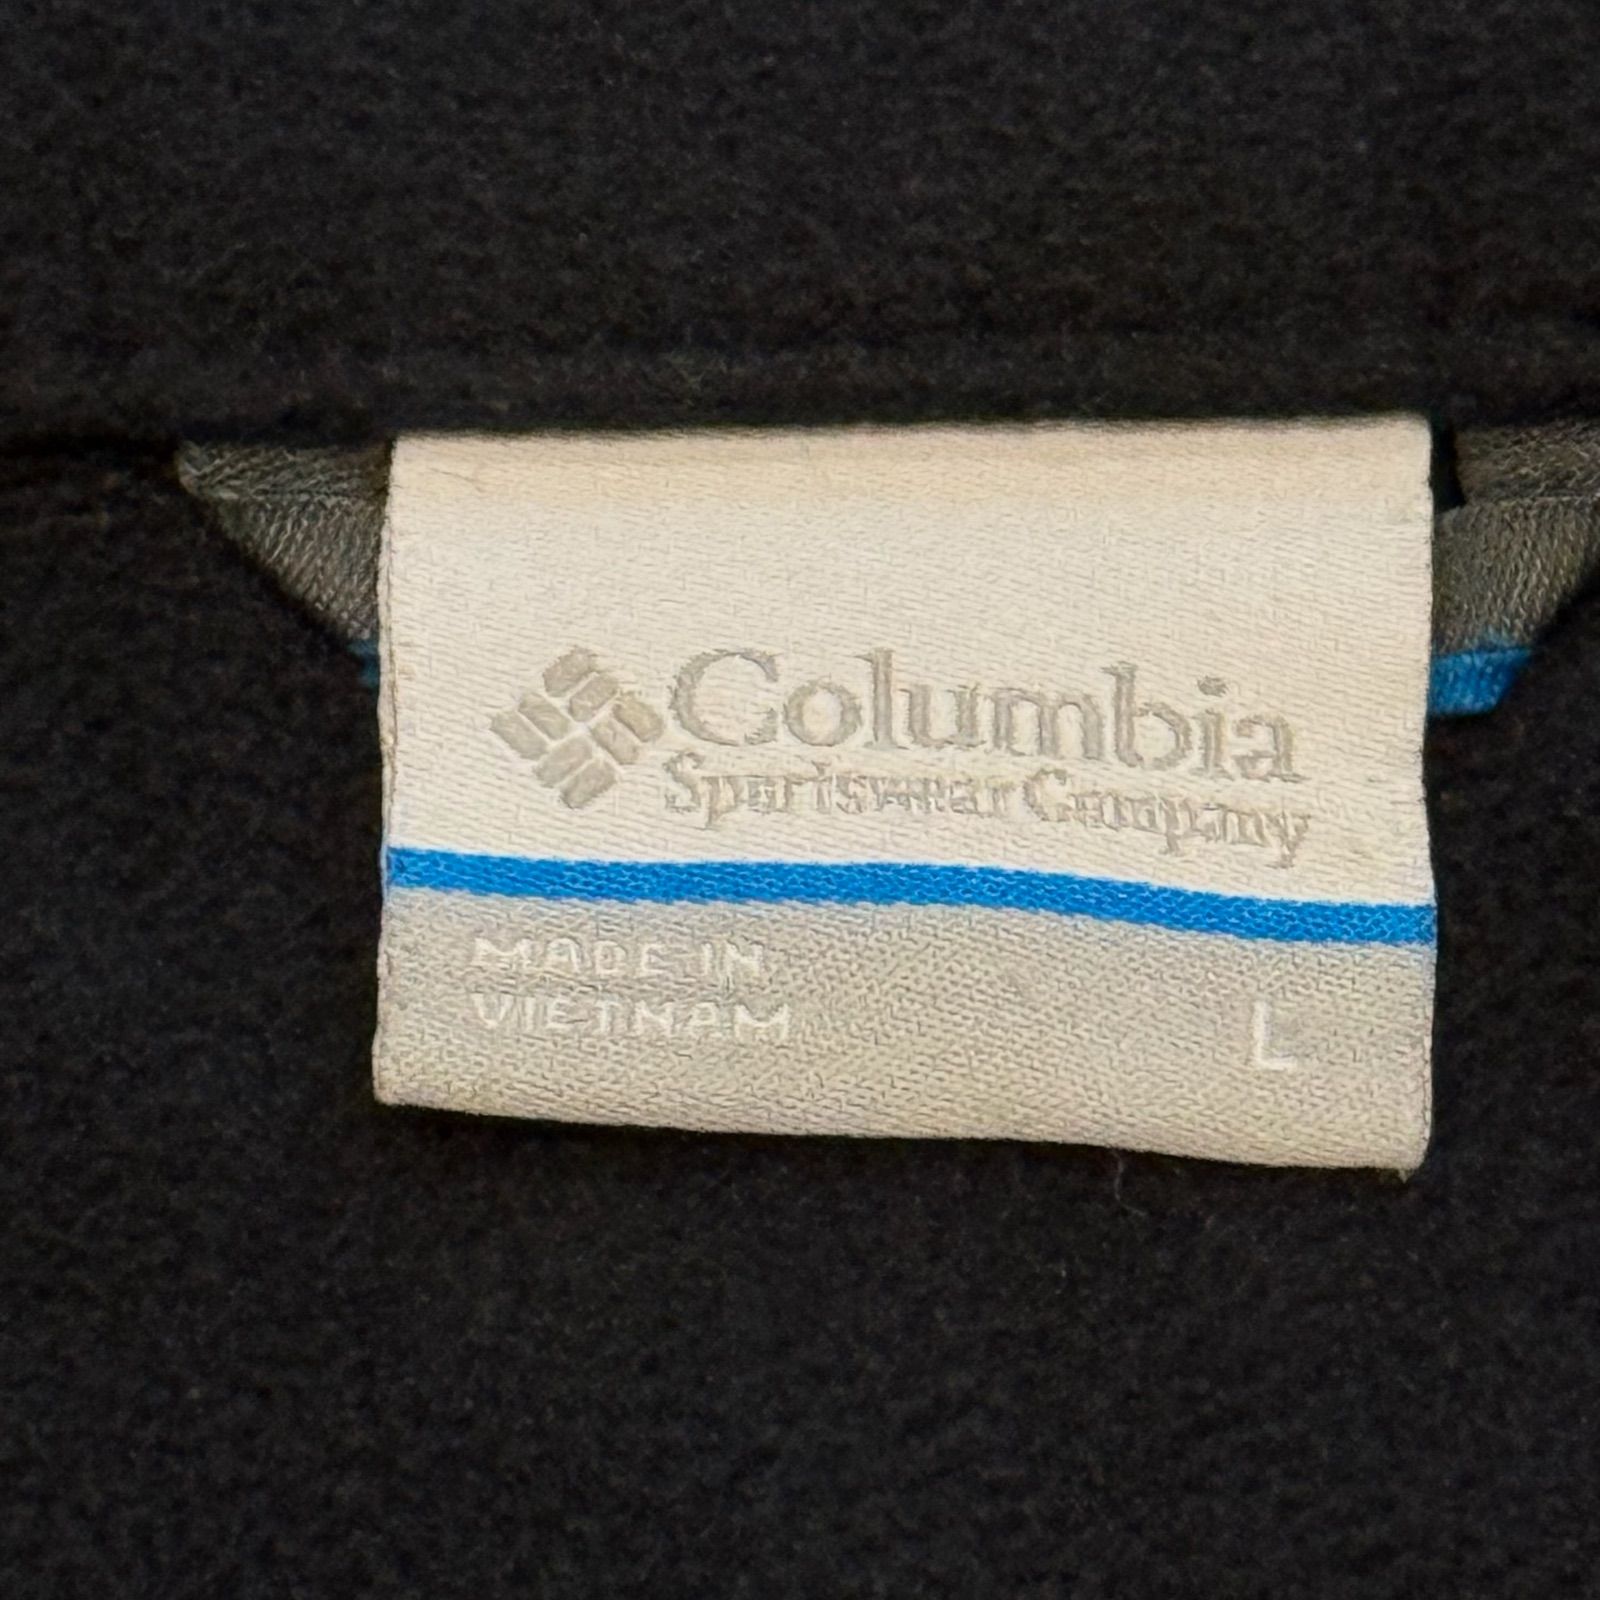 Columbia
Sportswear Company
MADE IN
VIETNAM
L